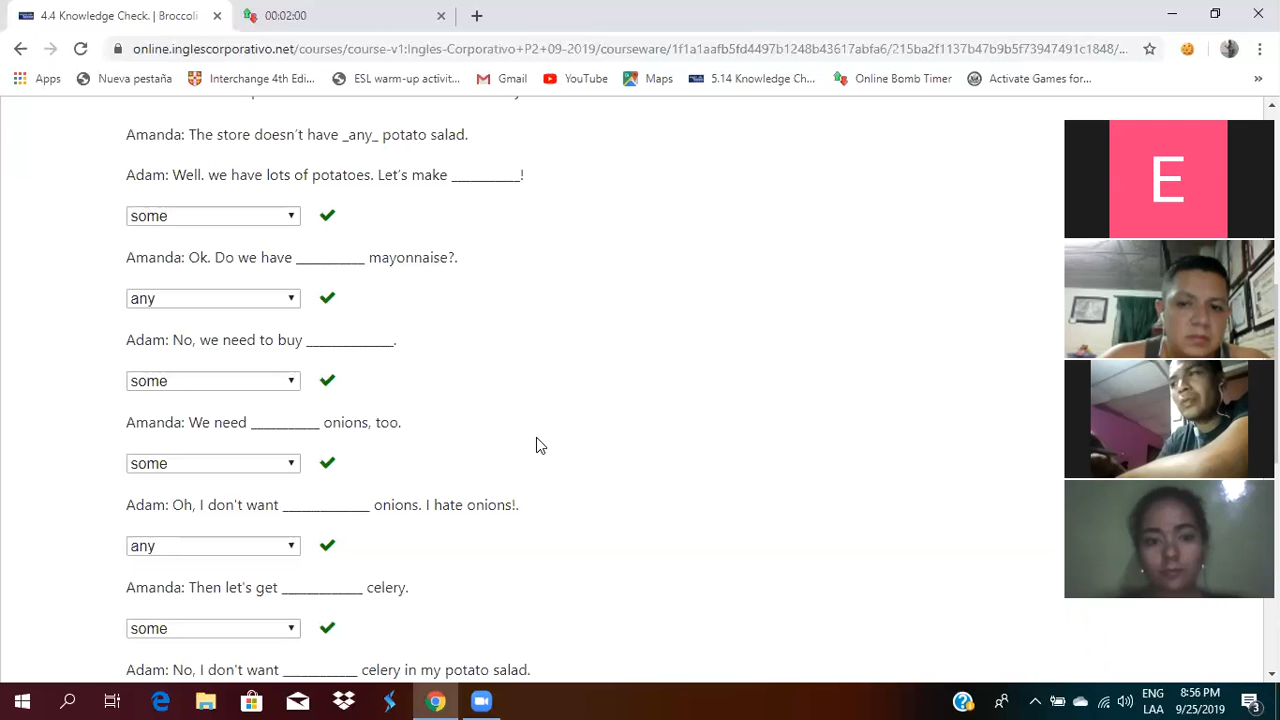 4.4 Knowledge Check. | Broccoli
00:02:00
online.inglescorporativo.net/courses/course-v1:Ingles-Corporativo+P2+09-2019/courseware/1f1a1aafb5fd4497b1248b43617abfa6/215ba2f1137b47b9b5f73947491c1848/...
Apps
Nueva pestaña
Interchange 4th Edi...
ESL warm-up activit...
Gmail
YouTube
Maps
5.14 Knowledge Ch...
Online Bomb Timer
Activate Games for...
»
Amanda: The store doesn't have _any_ potato salad.
Adam: Well. we have lots of potatoes. Let's make __________!
some
Amanda: Ok. Do we have __________ mayonnaise?.
any
Adam: No, we need to buy _____________.
some
Amanda: We need __________ onions, too.
some
Adam: Oh, I don't want _____________ onions. I hate onions!.
any
Amanda: Then let's get ____________ celery.
some
Adam: No, I don't want ___________ celery in my potato salad.
E
ENG
LAA
8:56 PM
9/25/2019
3